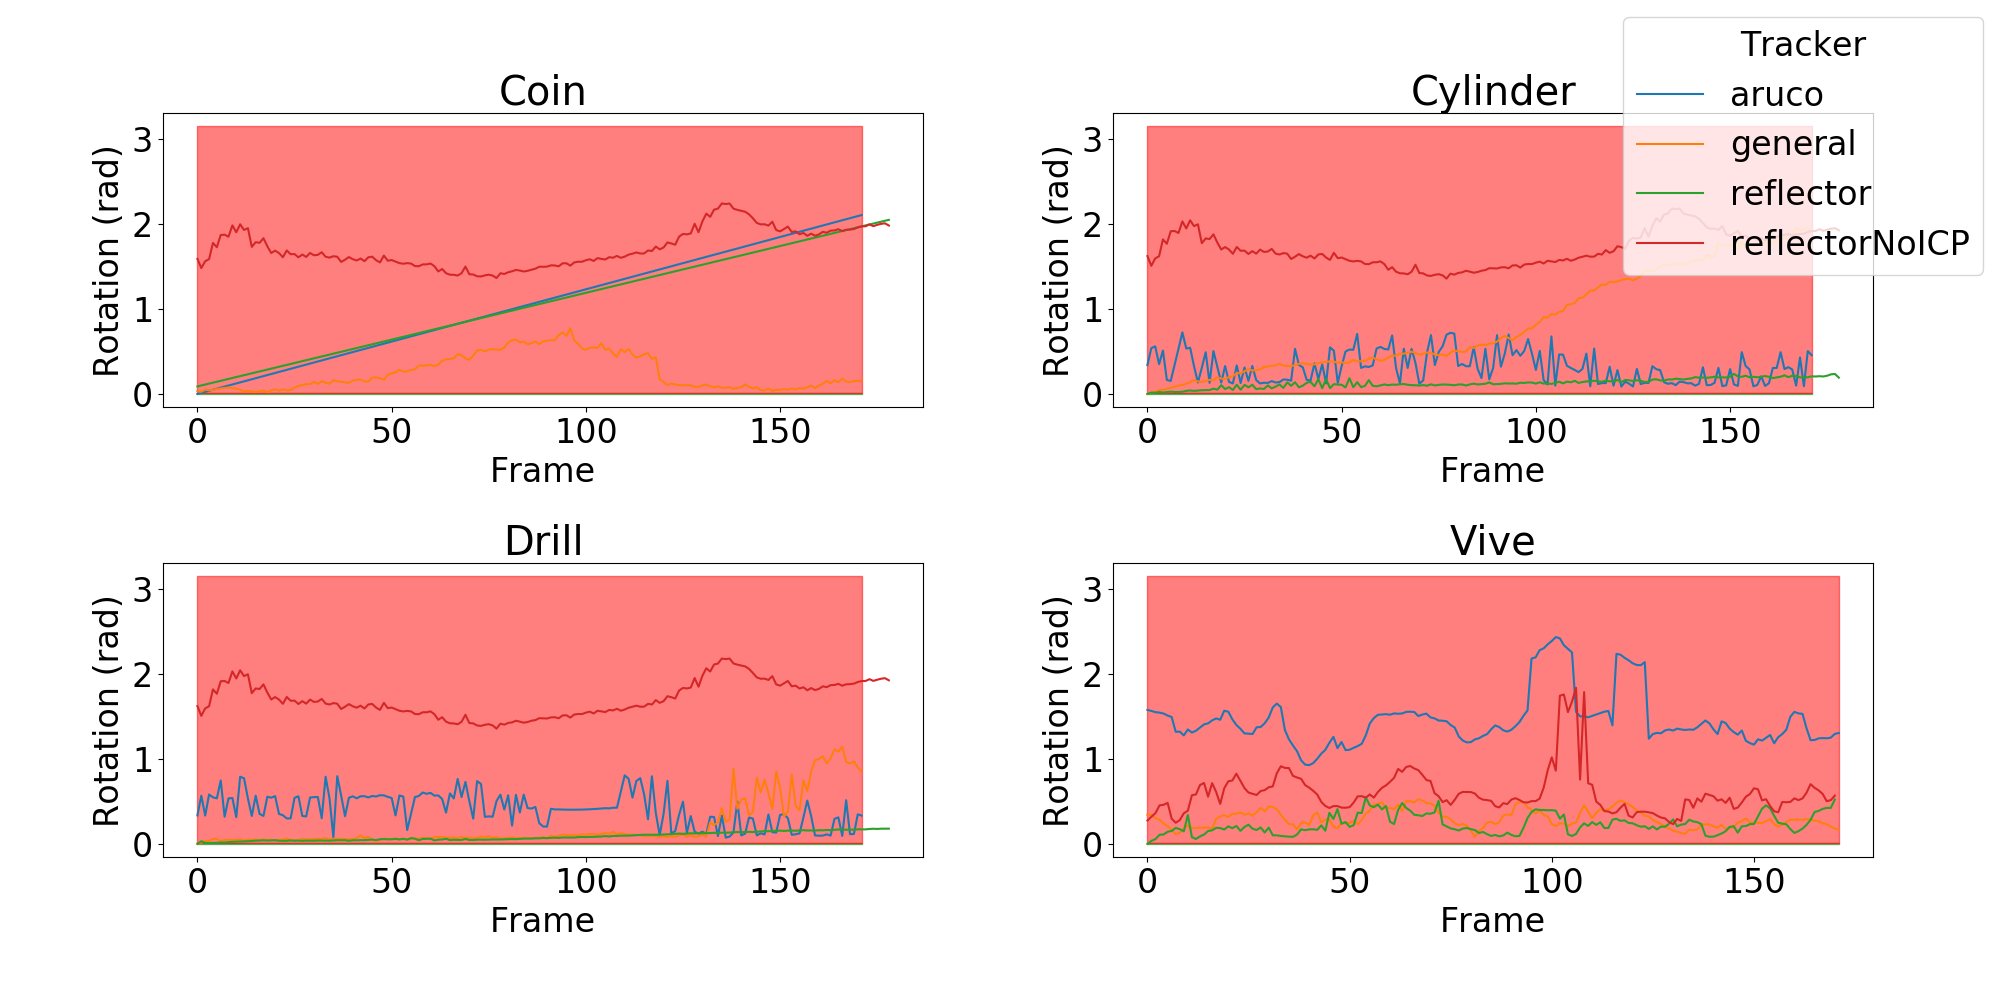 Tracker
aruco
general
reflector
reflectorNoICP
Coin
Rotation (rad)
3
2
1
0
0 50 100 150
Frame
Cylinder
Rotation (rad)
3
2
1
0
0 50 100 150
Frame
Drill
Rotation (rad)
3
2
1
0
0 50 100 150
Frame
Vive
Rotation (rad)
3
2
1
0
0 50 100 150
Frame